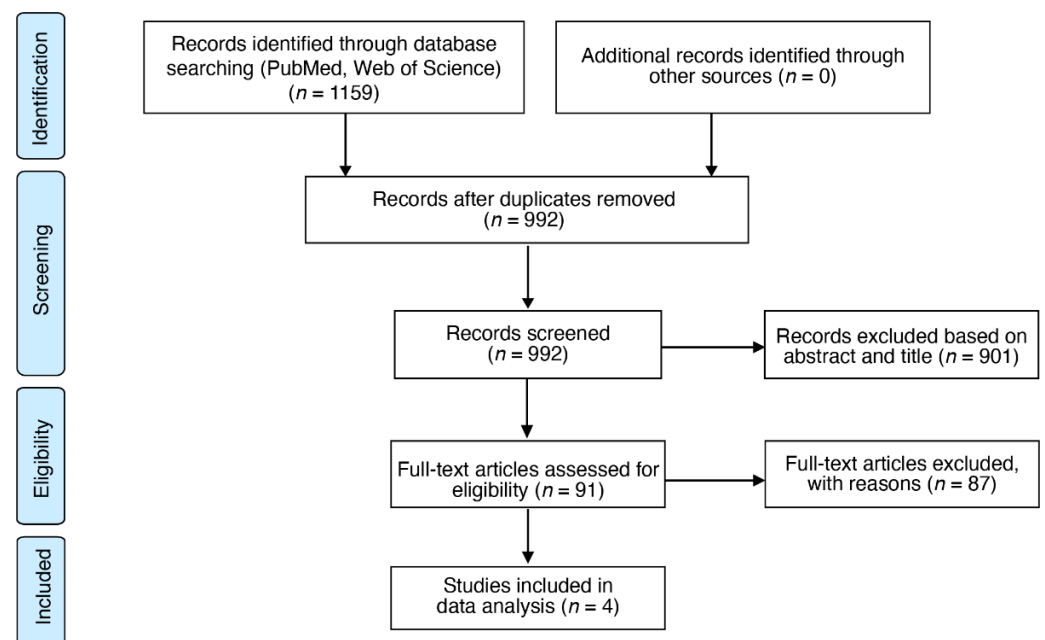 Identification
Records identified through database
searching (PubMed, Web of Science)
(n = 1159)
Additional records identified through
other sources (n = 0)
Screening
Records after duplicates removed
(n = 992)
Records screened
(n = 992)
Records excluded based on
abstract and title (n = 901)
Eligibility
Full-text articles assessed for
eligibility (n = 91)
Full-text articles excluded,
with reasons (n = 87)
Included
Studies included in
data analysis (n = 4)